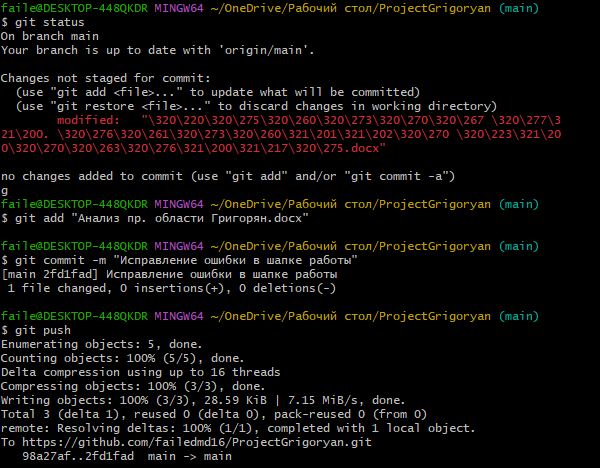 faile@DESKTOP-448QKDR MINGW64 ~/OneDrive/Рабочий стол/ProjectGrigoryan (main)
$ git status
On branch main
Your branch is up to date with 'origin/main'.

Changes not staged for commit:
  (use "git add <file>..." to update what will be committed)
  (use "git restore <file>..." to discard changes in working directory)
        modified:   "\320\220\320\275\320\260\320\273\320\270\320\267 \320\277\3
21\200. \320\276\320\261\320\273\320\260\321\201\321\202\320\270 \320\223\321\20
0\320\270\320\263\320\276\321\200\321\217\320\275.docx"

no changes added to commit (use "git add" and/or "git commit -a")
g
faile@DESKTOP-448QKDR MINGW64 ~/OneDrive/Рабочий стол/ProjectGrigoryan (main)
$ git add "Анализ пр. области Григорян.docx"

faile@DESKTOP-448QKDR MINGW64 ~/OneDrive/Рабочий стол/ProjectGrigoryan (main)
$ git commit -m "Исправление ошибки в шапке работы"
[main 2fd1fad] Исправление ошибки в шапке работы
 1 file changed, 0 insertions(+), 0 deletions(-)

faile@DESKTOP-448QKDR MINGW64 ~/OneDrive/Рабочий стол/ProjectGrigoryan (main)
$ git push
Enumerating objects: 5, done.
Counting objects: 100% (5/5), done.
Delta compression using up to 16 threads
Compressing objects: 100% (3/3), done.
Writing objects: 100% (3/3), 28.59 KiB | 7.15 MiB/s, done.
Total 3 (delta 1), reused 0 (delta 0), pack-reused 0 (from 0)
remote: Resolving deltas: 100% (1/1), completed with 1 local object.
To https://github.com/failedmd16/ProjectGrigoryan.git
   98a27af..2fd1fad  main -> main